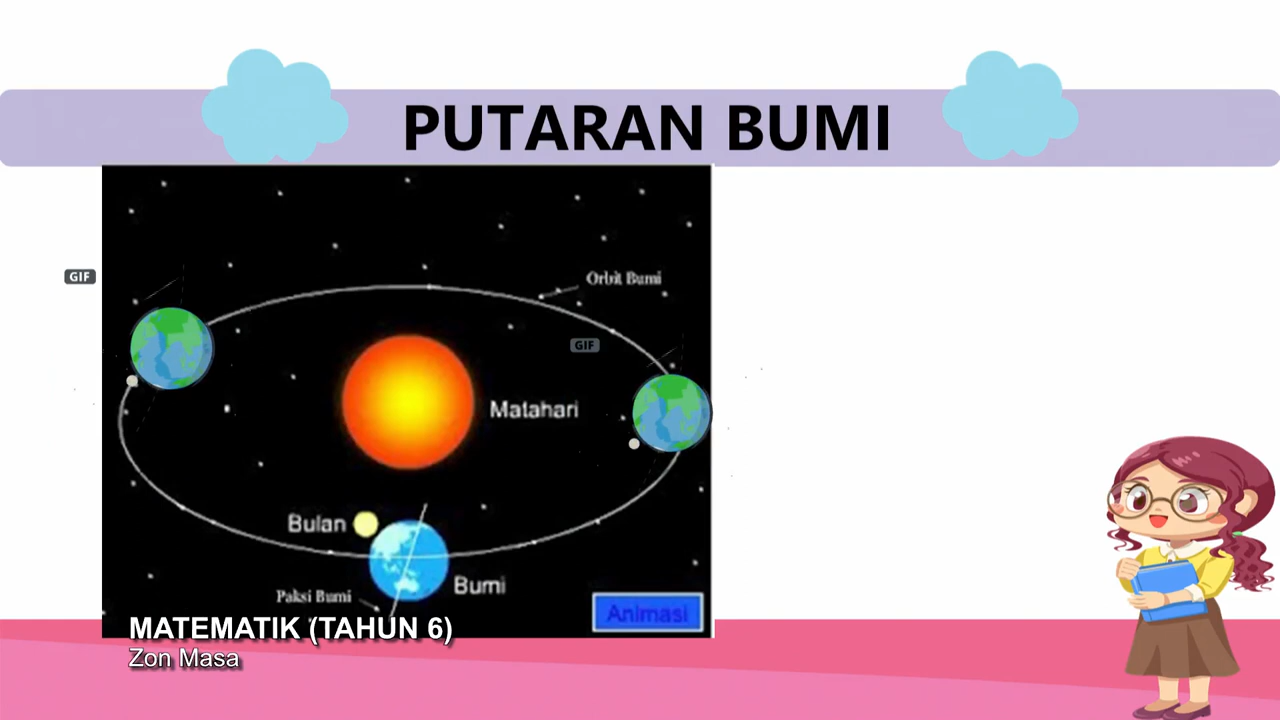 PUTARAN BUMI
GIF
Orbit Bumi
GIF
Matahari
Bulan
Bumi
Paksi Bumi
Animasi
MATEMATIK (TAHUN 6)
Zon Masa